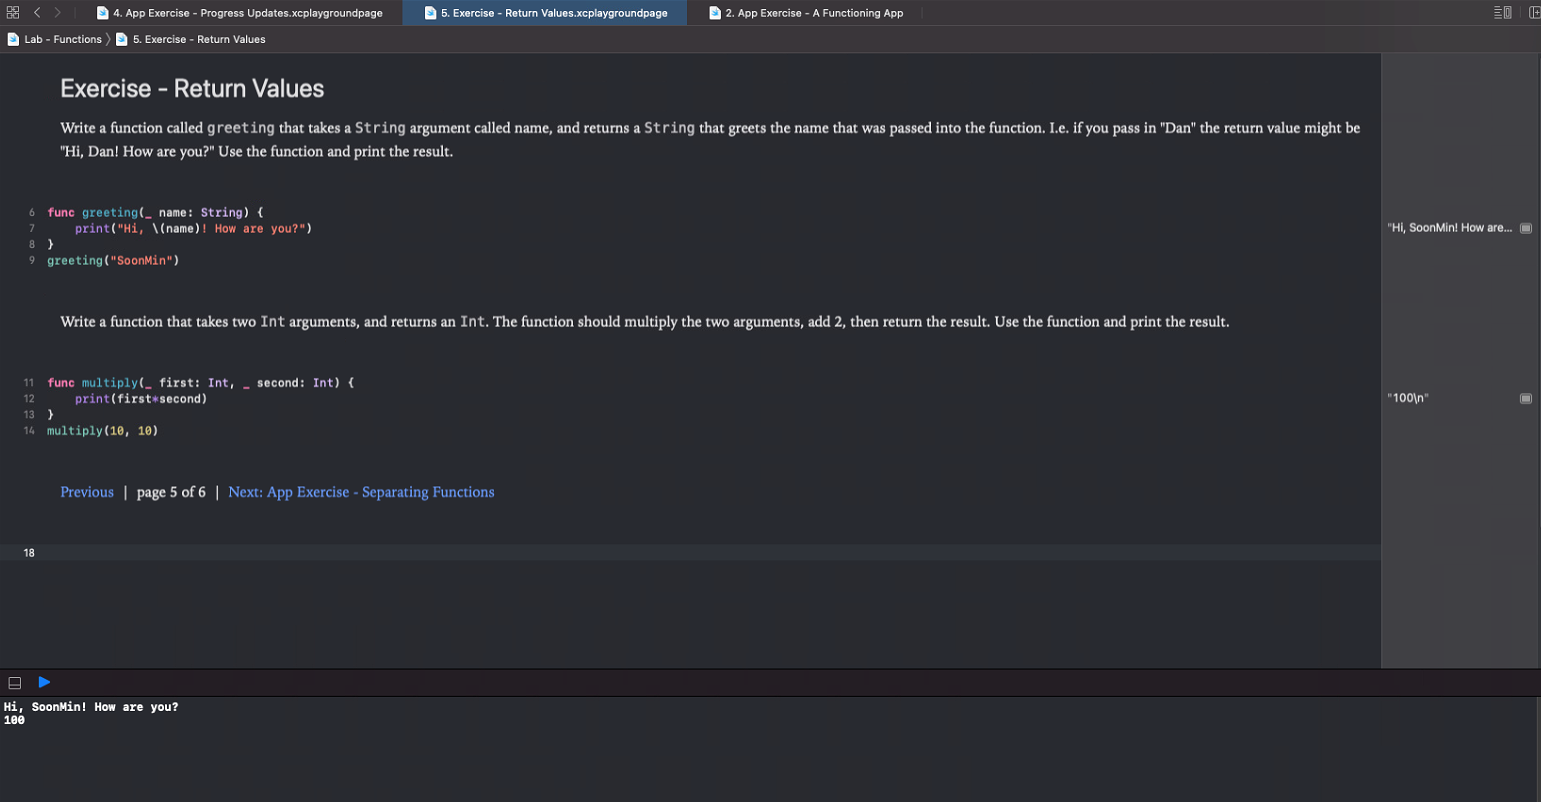 4. App Exercise - Progress Updates.xcplaygroundpage
5. Exercise - Return Values.xcplaygroundpage
2. App Exercise - A Functioning App
Lab - Functions 〉 5. Exercise - Return Values
Exercise - Return Values
Write a function called greeting that takes a String argument called name, and returns a String that greets the name that was passed into the function. I.e. if you pass in "Dan" the return value might be
"Hi, Dan! How are you?" Use the function and print the result.
6 func greeting(_ name: String) {
7 print("Hi, \(name)! How are you?")
"Hi, SoonMin! How are...
8 }
9 greeting("SoonMin")
Write a function that takes two Int arguments, and returns an Int. The function should multiply the two arguments, add 2, then return the result. Use the function and print the result.
11 func multiply(_ first: Int, _ second: Int) {
12 print(first*second)
"100\n"
13 }
14 multiply(10, 10)
Previous | page 5 of 6 | Next: App Exercise - Separating Functions
18
Hi, SoonMin! How are you?
100